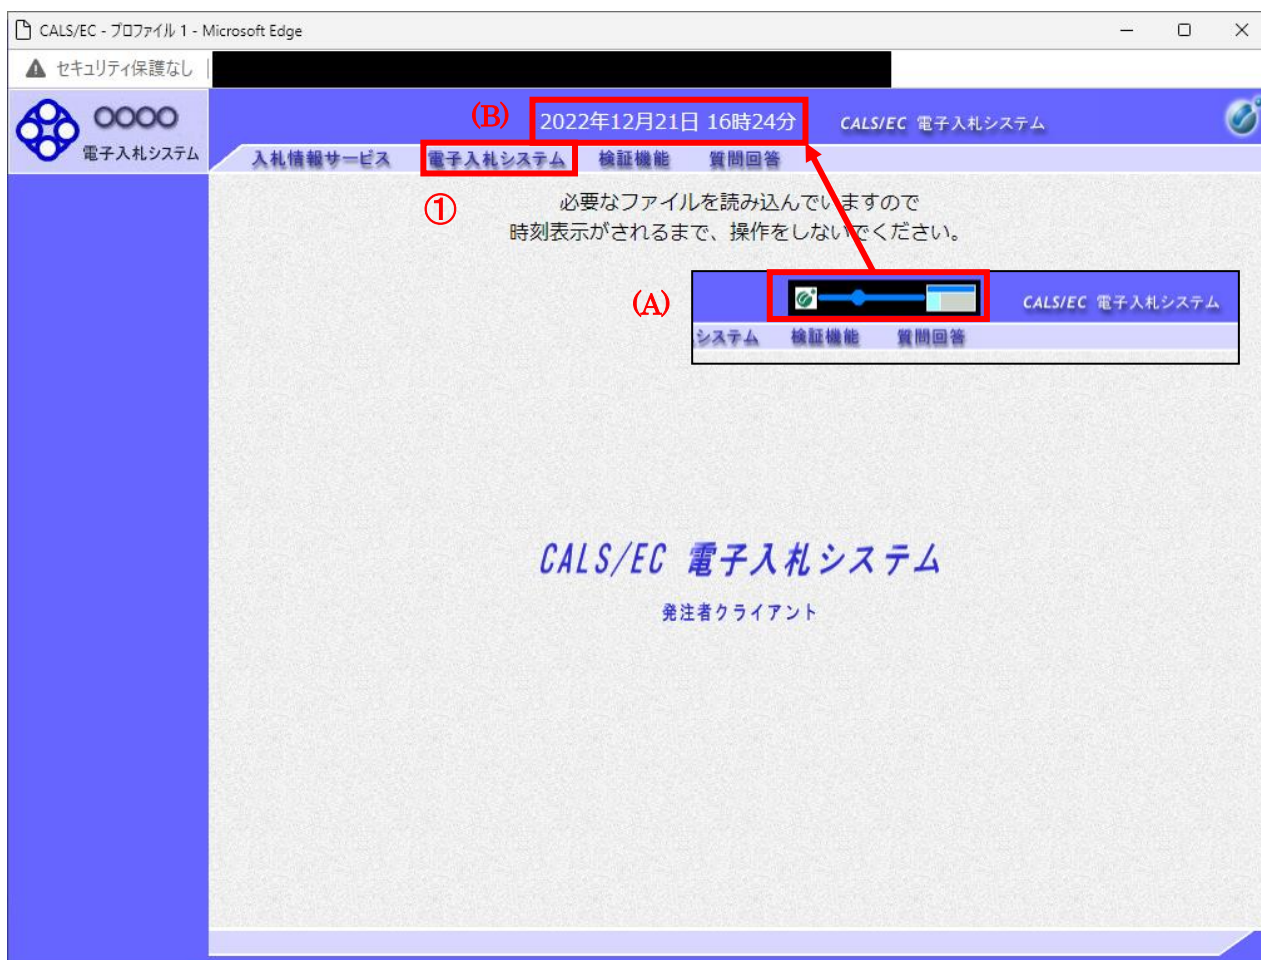 CALS/EC - プロファイル 1 - Microsoft Edge
セキュリティ保護なし
OOOO
電子入札システム
(B)
2022年12月21日 16時24分
CALS/EC 電子入札システム
入札情報サービス 電子入札システム 検証機能 質問回答
①
必要なファイルを読み込んでいますので
時刻表示がされるまで、操作をしないでください。
(A)
CALS/EC 電子入札システム
システム 検証機能 質問回答
CALS/EC 電子入札システム
発注者クライアント